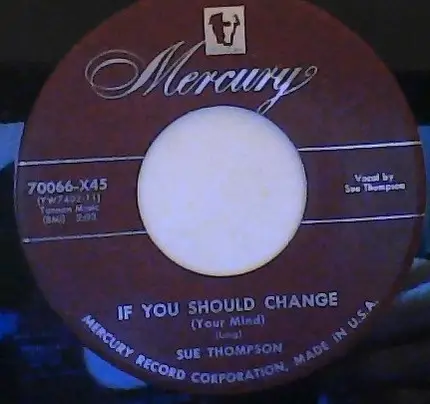 Mercury
70066-X45
(YW7402-11)
Tannen Music
(BMI) 2:03
Vocal by
Sue Thompson
IF YOU SHOULD CHANGE
(Your Mind)
(Long)
SUE THOMPSON
MERCURY RECORD CORPORATION, MADE IN U.S.A.